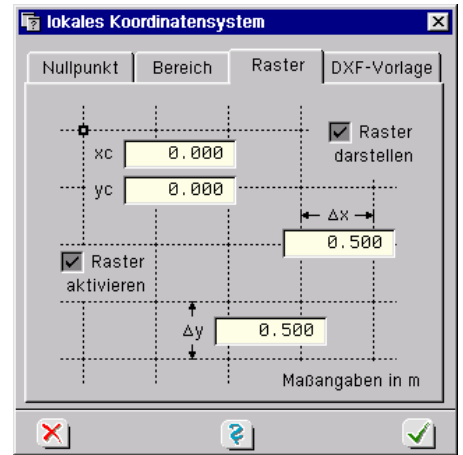 lokales Koordinatensystem
Nullpunkt Bereich Raster DXF-Vorlage
xc 0.000
Raster
darstellen
yc 0.000
Δx
0.500
Raster
aktivieren
Δy 0.500
Maßangaben in m